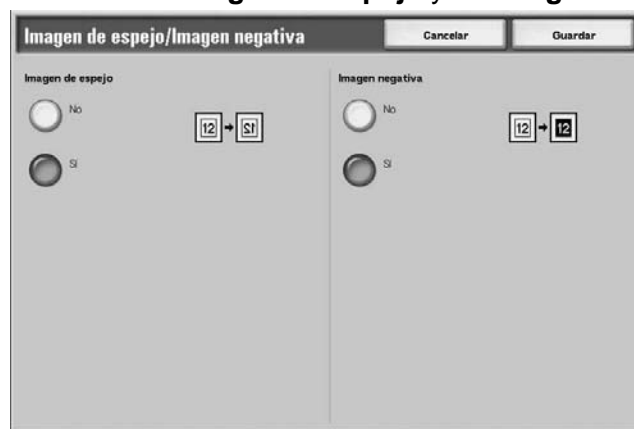 Imagen de espejo/Imagen negativa
Cancelar
Guardar
Imagen de espejo
No
Sí
12
12
Imagen negativa
No
Sí
12
12